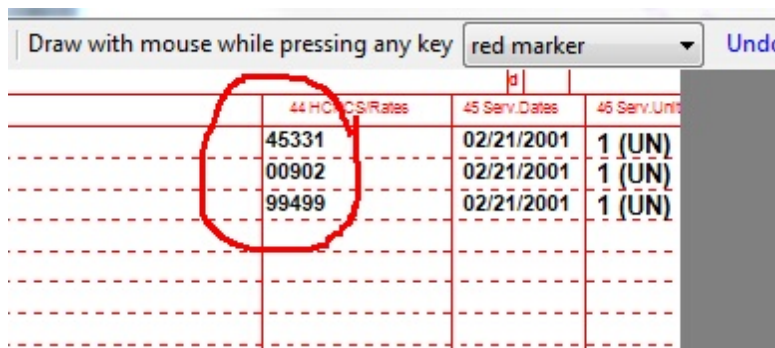 Draw with mouse while pressing any key red marker Undo
d
44 HCPCS/Rates 45 Serv.Dates 46 Serv.Unit
45331 02/21/2001 1 (UN)
00902 02/21/2001 1 (UN)
99499 02/21/2001 1 (UN)